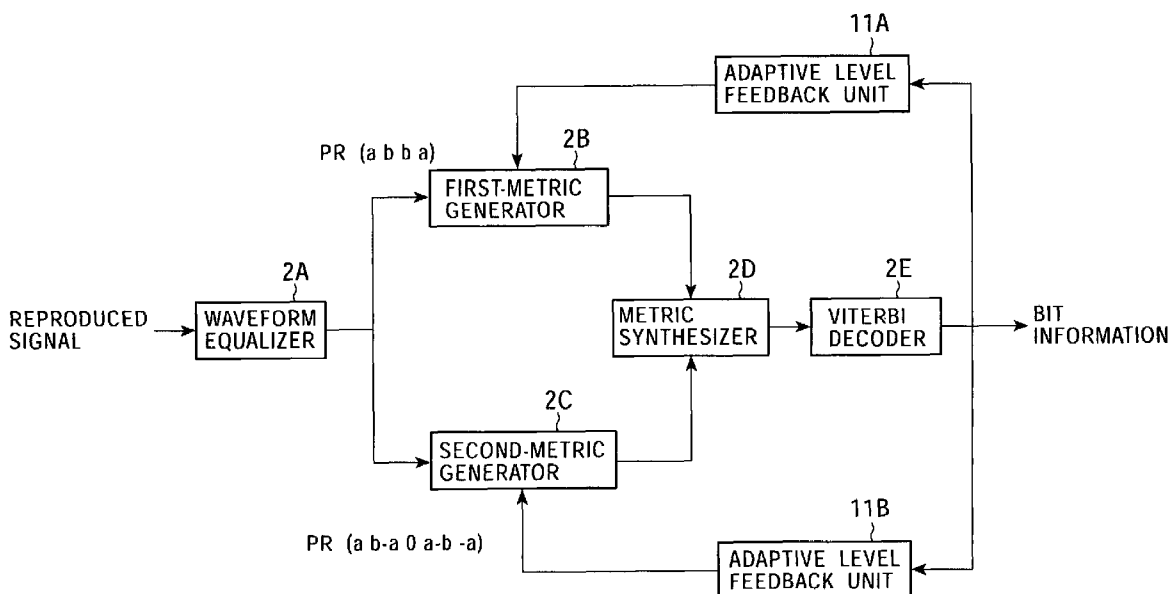 11A
ADAPTIVE LEVEL
FEEDBACK UNIT
PR (a b b a)
2B
FIRST-METRIC
GENERATOR
2A
2D
2E
REPRODUCED
SIGNAL
WAVEFORM
EQUALIZER
METRIC
SYNTHESIZER
VITERBI
DECODER
BIT
INFORMATION
2C
SECOND-METRIC
GENERATOR
11B
PR (a b-a 0 a-b -a)
ADAPTIVE LEVEL
FEEDBACK UNIT